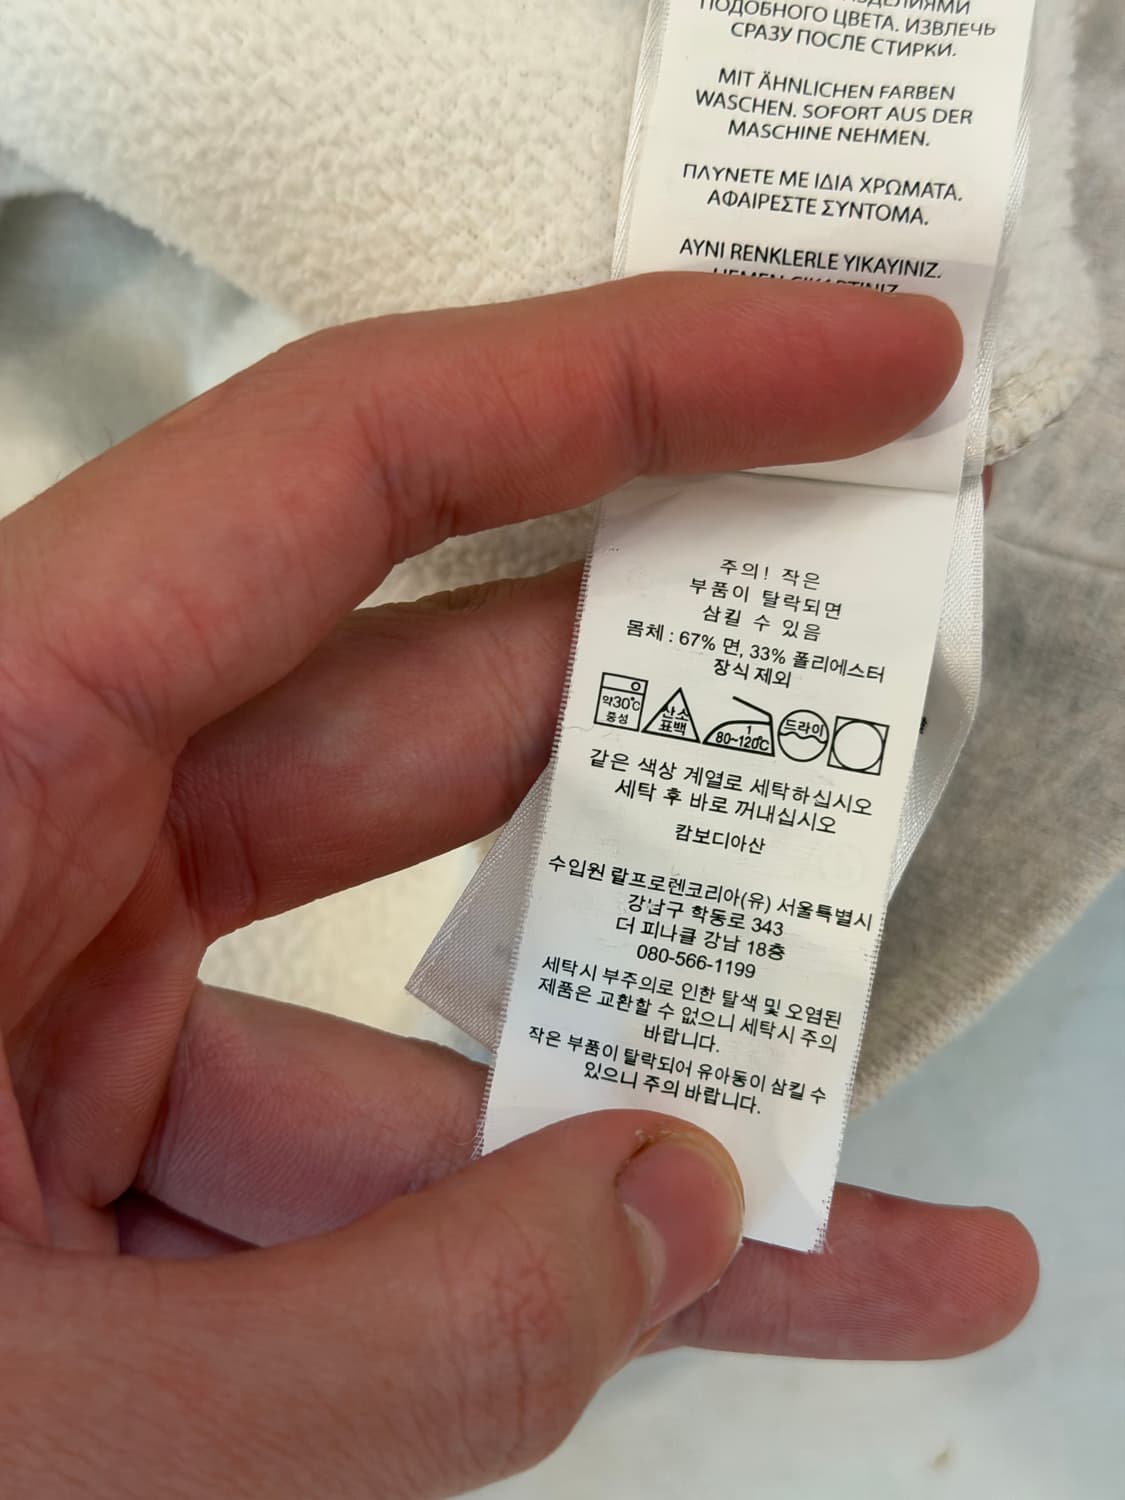 ИЗДЕЛИЯМИ
ПОДОБНОГО ЦВЕТА. ИЗВЛЕЧЬ
СРАЗУ ПОСЛЕ СТИРКИ.
MIT ÄHNLICHEN FARBEN
WASCHEN. SOFORT AUS DER
MASCHINE NEHMEN.
ΠΛΥΝΕΤΕ ΜΕ ΙΔΙΑ ΧΡΩΜΑΤΑ.
ΑΦΑΙΡΕΣΤΕ ΣΥΝΤΟΜΑ.
AYNI RENKLERLE YIKAYINIZ.
HEMEN ÇIKARTINIZ
주의! 작은
부품이 탈락되면
삼킬 수 있음
몸체 : 67% 면, 33% 폴리에스터
장식 제외
약30℃
중성
산소
표백
1
80~120℃
드라이
같은 색상 계열로 세탁하십시오
세탁 후 바로 꺼내십시오
캄보디아산
수입원 랄프로렌코리아(유) 서울특별시
강남구 학동로 343
더 피나클 강남 18층
080-566-1199
세탁시 부주의로 인한 탈색 및 오염된
제품은 교환할 수 없으니 세탁시 주의
바랍니다.
작은 부품이 탈락되어 유아동이 삼킬 수
있으니 주의 바랍니다.